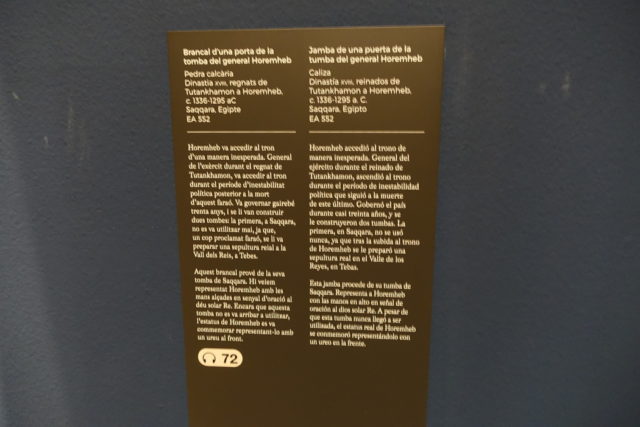 Brancal d'una porta de la
tomba del general Horemheb
Pedra calcària
Dinastia XVIII, regnats de
Tutankhamon a Horemheb,
c. 1336-1295 aC
Saqqara, Egipte
EA 552
Horemheb va accedir al tron
d'una manera inesperada. General
de l'exèrcit durant el regnat de
Tutankhamon, va accedir al tron
durant el període d'inestabilitat
política posterior a la mort
d'aquest faraó. Va governar gairebé
trenta anys, i se li van construir
dues tombes: la primera, a Saqqara,
no es va utilitzar mai, ja que,
un cop proclamat faraó, se li va
preparar una sepultura reial a la
Vall dels Reis, a Tebes.
Aquest brancal prové de la seva
tomba de Saqqara. Hi veiem
representat Horemheb amb les
mans alçades en senyal d'oració al
déu solar Re. Encara que aquesta
tomba no es va arribar a utilitzar,
l'estatus de Horemheb es va
commemorar representant-lo amb
un ureu al front.
72
Jamba de una puerta de la
tumba del general Horemheb
Caliza
Dinastía XVIII, reinados de
Tutankhamon a Horemheb,
c. 1336-1295 a. C.
Saqqara, Egipto
EA 552
Horemheb accedió al trono de
manera inesperada. General del
ejército durante el reinado de
Tutankhamon, ascendió al trono
durante el período de inestabilidad
política que siguió a la muerte
de este último. Gobernó el país
durante casi treinta años, y se
le construyeron dos tumbas. La
primera, en Saqqara, no se usó
nunca, ya que tras la subida al trono
de Horemheb se le preparó una
sepultura real en el Valle de los
Reyes, en Tebas.
Esta jamba procede de su tumba de
Saqqara. Representa a Horemheb
con las manos en alto en señal de
oración al dios solar Re. A pesar de
que esta tumba nunca llegó a ser
utilizada, el estatus real de Horemheb
se conmemoró representándolo con
un ureo en la frente.